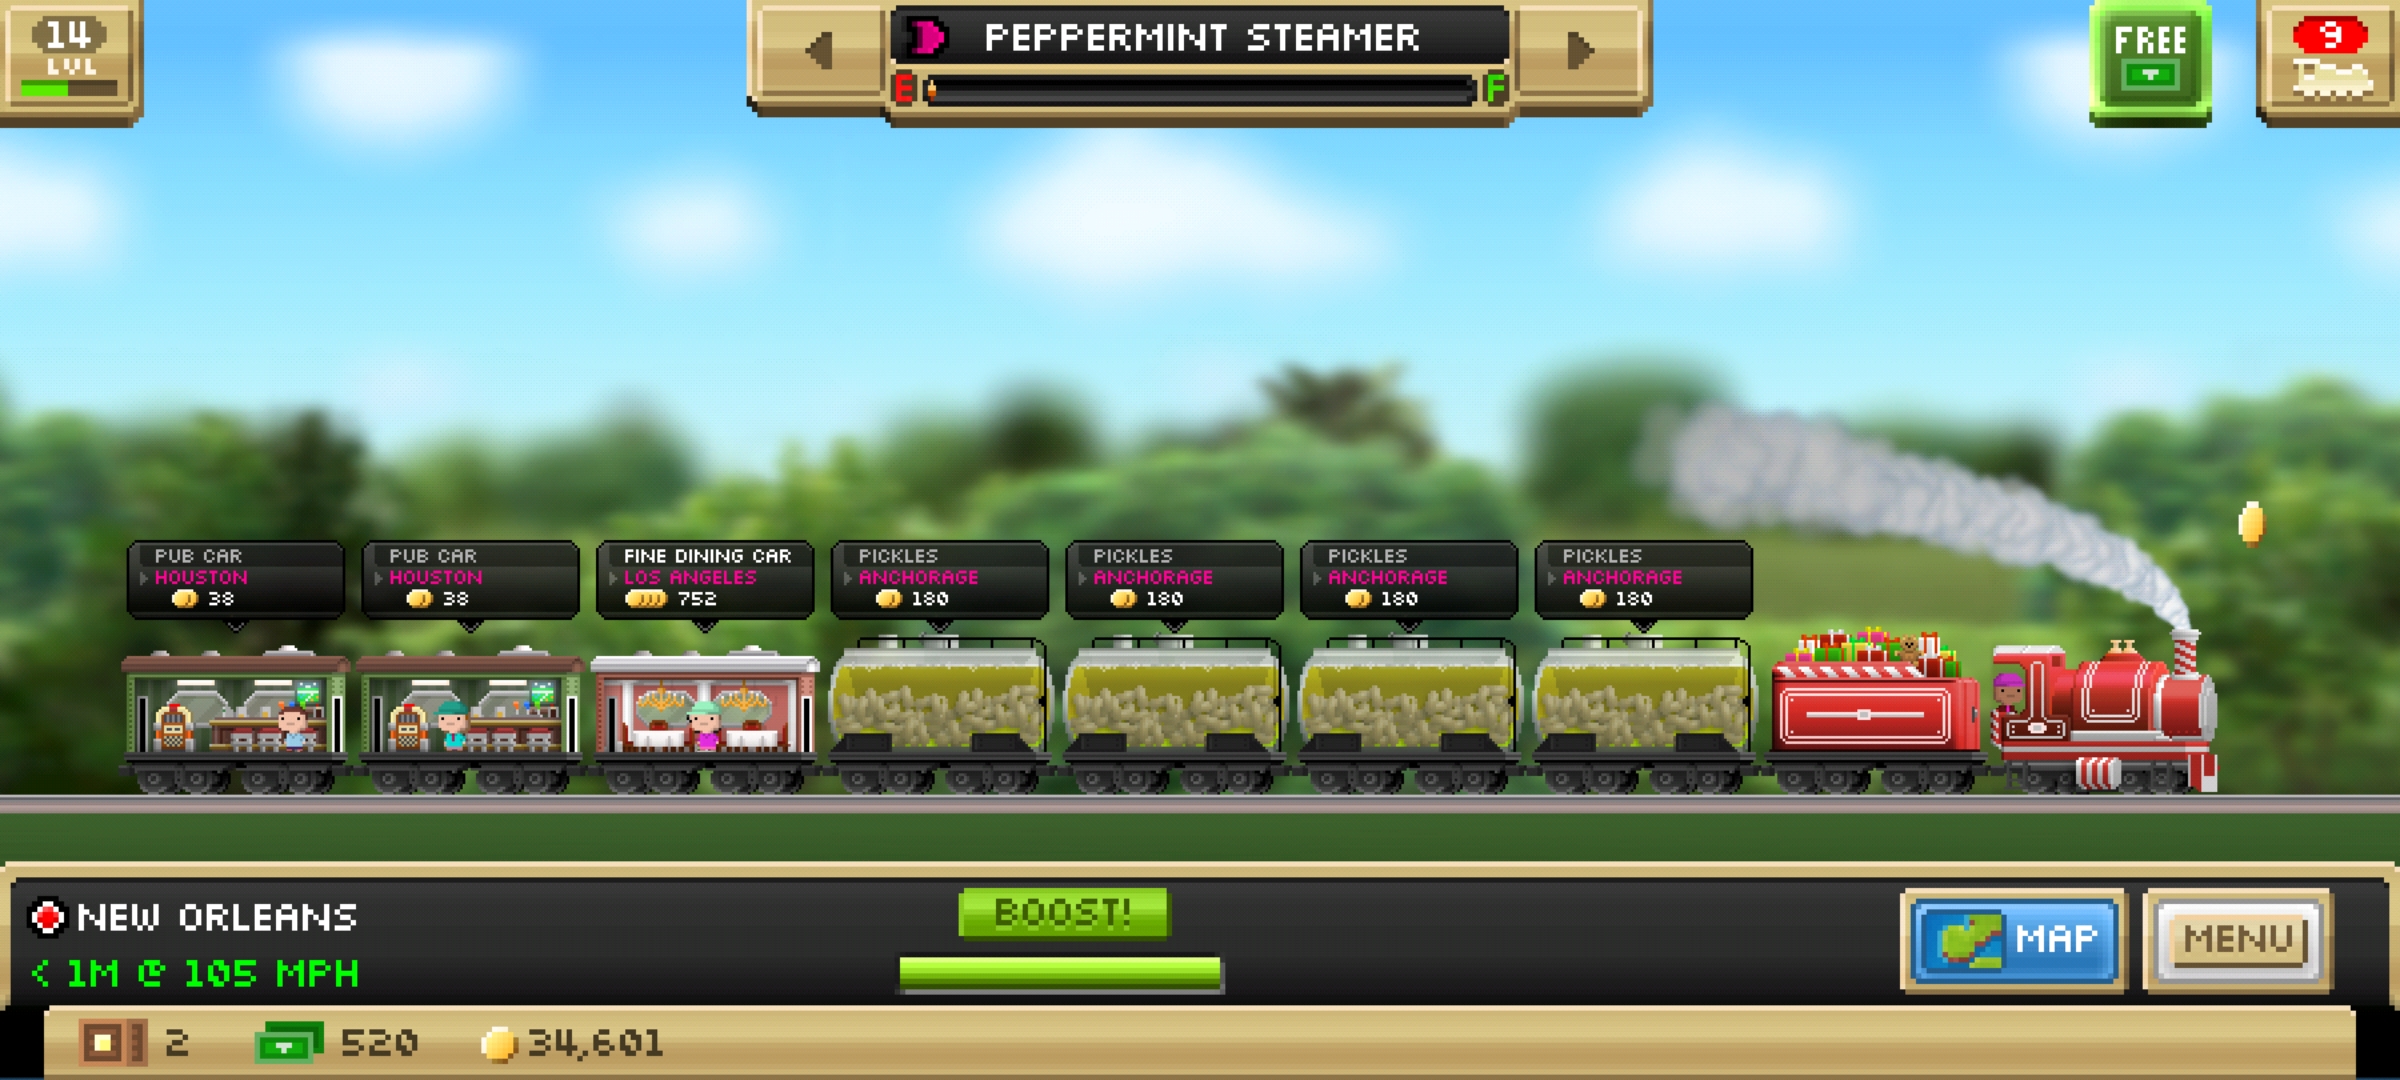 14
LVL
PEPPERMINT STEAMER
E F
FREE
9
PUB CAR
HOUSTON
38
PUB CAR
HOUSTON
38
FINE DINING CAR
LOS ANGELES
752
PICKLES
ANCHORAGE
180
PICKLES
ANCHORAGE
180
PICKLES
ANCHORAGE
180
PICKLES
ANCHORAGE
180
NEW ORLEANS
< 1M @ 105 MPH
BOOST!
MAP
MENU
2 520 34,601